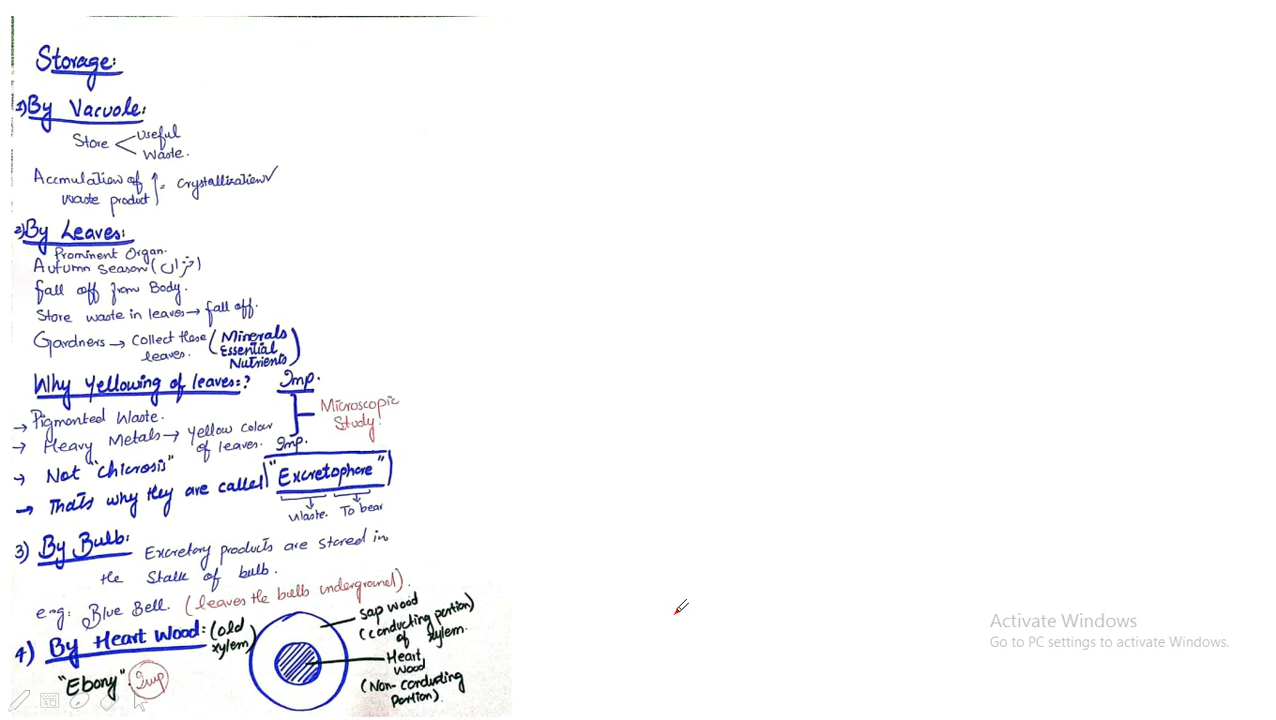 Storage:
1) By Vacuole:
Store < Useful
Waste.
Accmulation of
waste product ↑ = Crystallization✓
2) By Leaves:
Prominent Organ.
Autumn Season (خزاں)
fall off from Body.
Store waste in leaves → fall off.
Gardners → Collect these leaves. (Minerals
Essential
Nutrients)
Why Yellowing of leaves:? Imp.
→ Pigmonted Waste.
→ Heavy Metals → Yellow colour
of leaves. Imp.
Microscopic
Study!
→ Not "Chlcrosis"
→ That's why they are called "Excretophore"
Waste. To bear
3) By Bulb: Excretory products are stored in
the Stalk of bulb.
e.g: Blue Bell. (leaves the bulb underground).
4) By Heart Wood: (old
xylem)
"Ebony". Imp
Sap wood
(conducting portion)
of xylem.
Heart
wood
(Non-conducting
portion).
Activate Windows
Go to PC settings to activate Windows.